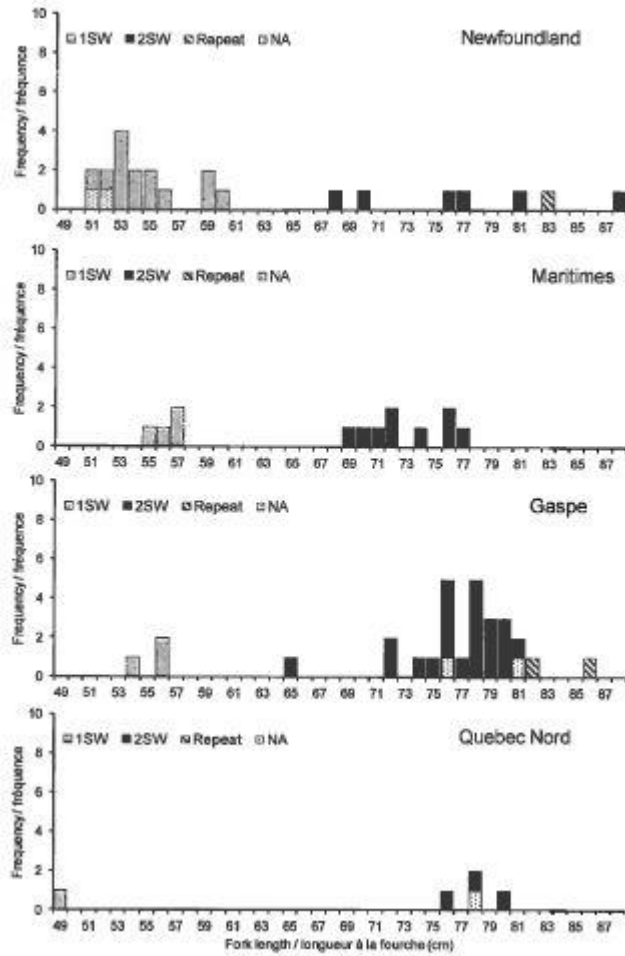 10
1SW 2SW Repeat NA
Newfoundland
8
6
4
2
0
Frequency / fréquence
49 51 53 55 57 59 61 63 65 67 69 71 73 75 77 79 81 83 85 87
10
1SW 2SW Repeat NA
Maritimes
8
6
4
2
0
Frequency / fréquence
49 51 53 55 57 59 61 63 65 67 69 71 73 75 77 79 81 83 85 87
10
1SW 2SW Repeat NA
Gaspe
8
6
4
2
0
Frequency / fréquence
49 51 53 55 57 59 61 63 65 67 69 71 73 75 77 79 81 83 85 87
10
1SW 2SW Repeat NA
Quebec Nord
8
6
4
2
0
Frequency / fréquence
49 51 53 55 57 59 61 63 65 67 69 71 73 75 77 79 81 83 85 87
Fork length / longueur à la fourche (cm)